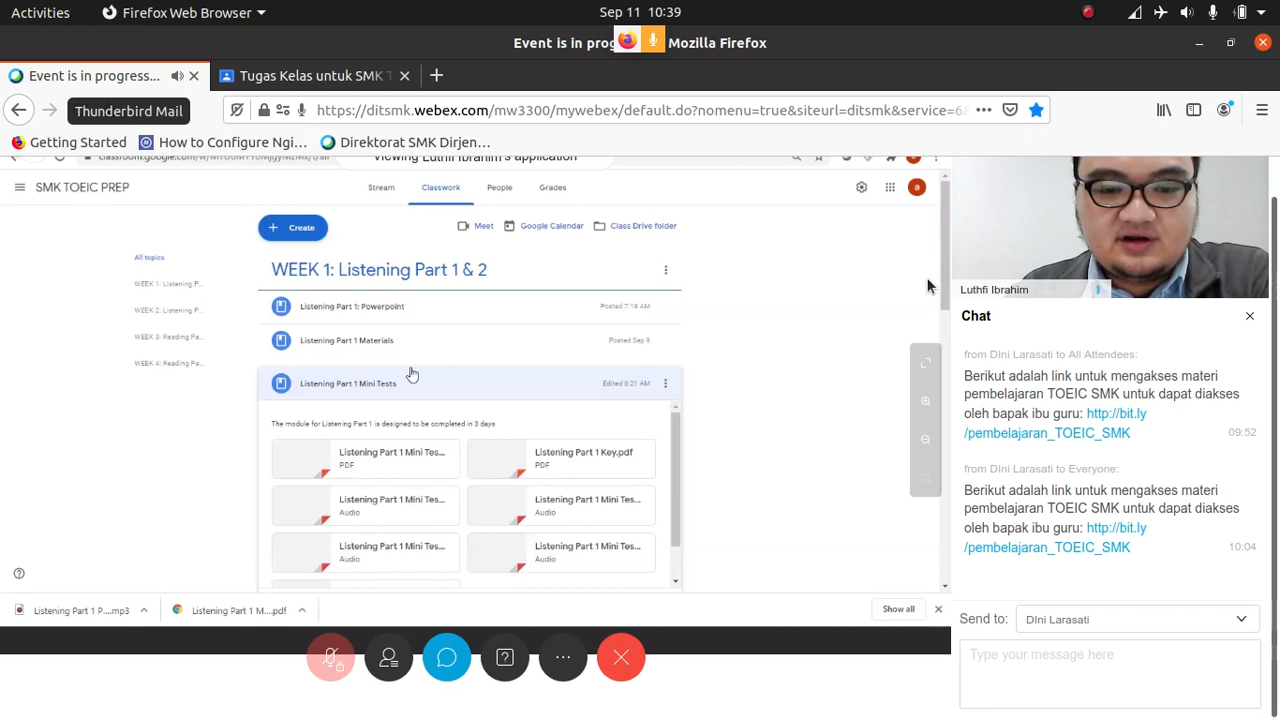 Activities
Firefox Web Browser
Sep 11 10:39
Event is in prog
Mozilla Firefox
Event is in progress...
Tugas Kelas untuk SMK T
Thunderbird Mail
https://ditsmk.webex.com/mw3300/mywebex/default.do?nomenu=true&siteurl=ditsmk&service=68
Getting Started
How to Configure Ngi...
Direktorat SMK Dirjen...
Viewing Luthfi Ibrahim's application
SMK TOEIC PREP
Stream
Classwork
People
Grades
a
Create
Meet
Google Calendar
Class Drive folder
All topics
WEEK 1: Listening P...
WEEK 2: Listening P...
WEEK 3: Reading Pa...
WEEK 4: Reading Pa...
WEEK 1: Listening Part 1 & 2
Listening Part 1: Powerpoint
Posted 7:19 AM
Listening Part 1 Materials
Posted Sep 9
Listening Part 1 Mini Tests
Edited 8:21 AM
The module for Listening Part 1 is designed to be completed in 3 days
Listening Part 1 Mini Tes...
PDF
Listening Part 1 Key.pdf
PDF
Listening Part 1 Mini Tes...
Audio
Listening Part 1 Mini Tes...
Audio
Listening Part 1 Mini Tes...
Audio
Listening Part 1 Mini Tes...
Audio
Listening Part 1 P....mp3
Listening Part 1 M....pdf
Show all
Luthfi Ibrahim
Chat
from DIni Larasati to All Attendees:
Berikut adalah link untuk mengakses materi
pembelajaran TOEIC SMK untuk dapat diakses
oleh bapak ibu guru: http://bit.ly
/pembelajaran_TOEIC_SMK
09:52
from DIni Larasati to Everyone:
Berikut adalah link untuk mengakses materi
pembelajaran TOEIC SMK untuk dapat diakses
oleh bapak ibu guru: http://bit.ly
/pembelajaran_TOEIC_SMK
10:04
Send to:
DIni Larasati
Type your message here